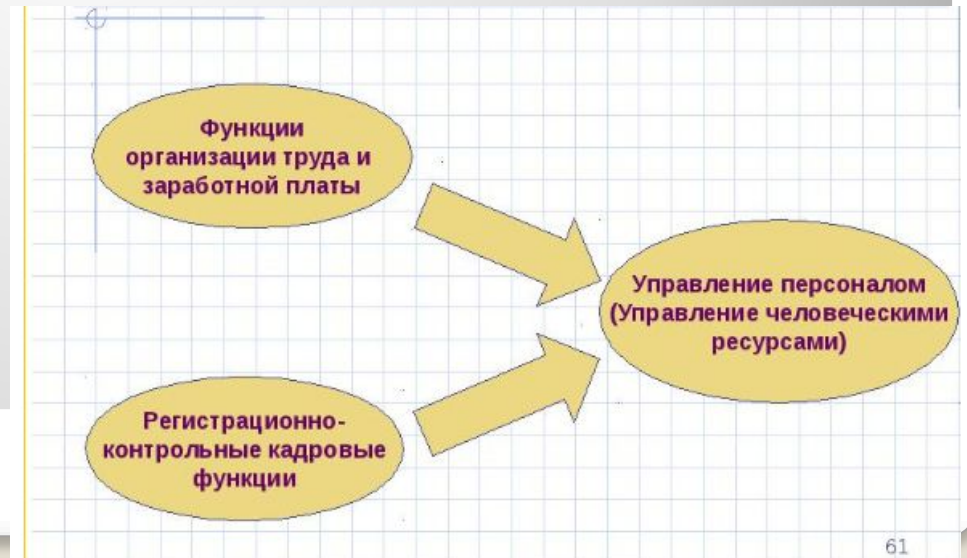 Функции
организации труда и
заработной платы
Управление персоналом
(Управление человеческими
ресурсами)
Регистрационно-
контрольные кадровые
функции
61